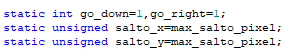 static int go_down=1,go_right=1;
static unsigned salto_x=max_salto_pixel;
static unsigned salto_y=max_salto_pixel;